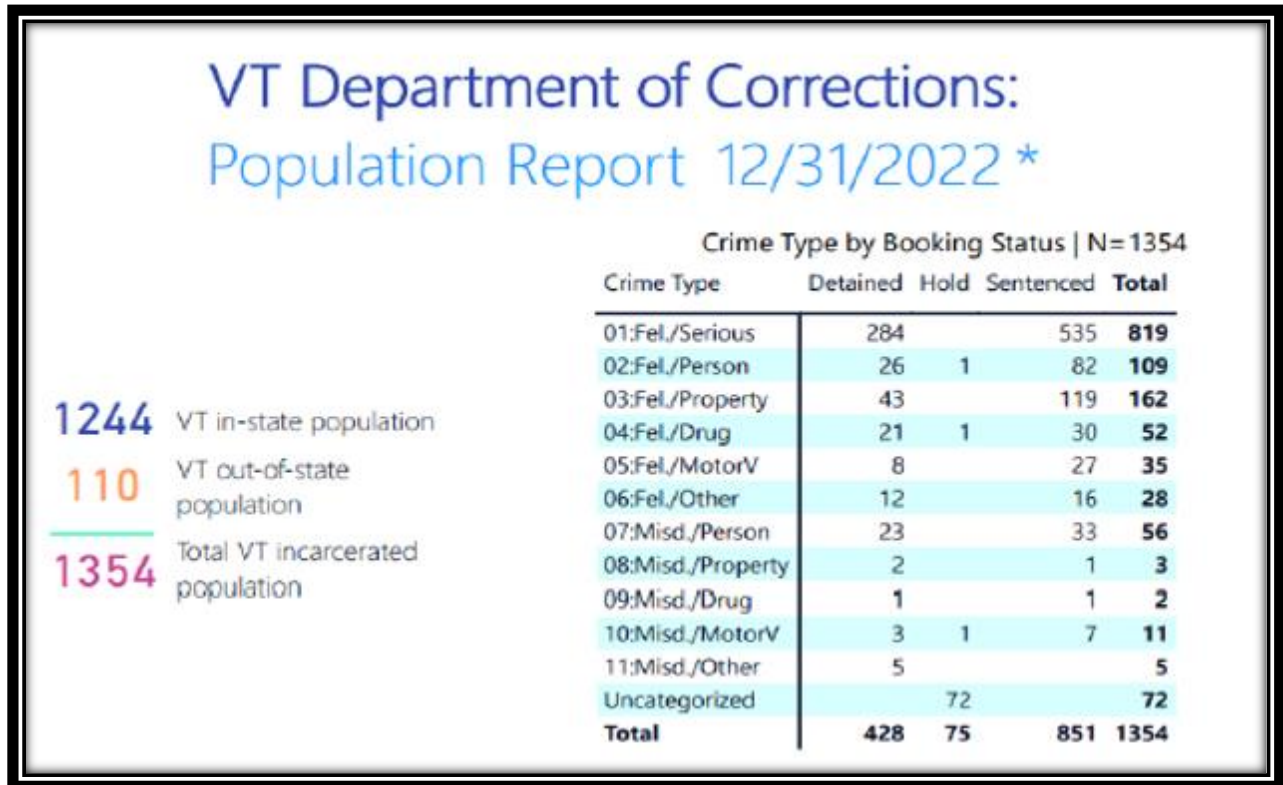 VT Department of Corrections:
Population Report 12/31/2022 *
1244 VT in-state population
110 VT out-of-state
population
1354 Total VT incarcerated
population
Crime Type by Booking Status | N=1354
Crime Type Detained Hold Sentenced Total
01:Fel./Serious 284 535 819
02:Fel./Person 26 1 82 109
03:Fel./Property 43 119 162
04:Fel./Drug 21 1 30 52
05:Fel./MotorV 8 27 35
06:Fel./Other 12 16 28
07:Misd./Person 23 33 56
08:Misd./Property 2 1 3
09:Misd./Drug 1 1 2
10:Misd./MotorV 3 1 7 11
11:Misd./Other 5 5
Uncategorized 72 72
Total 428 75 851 1354